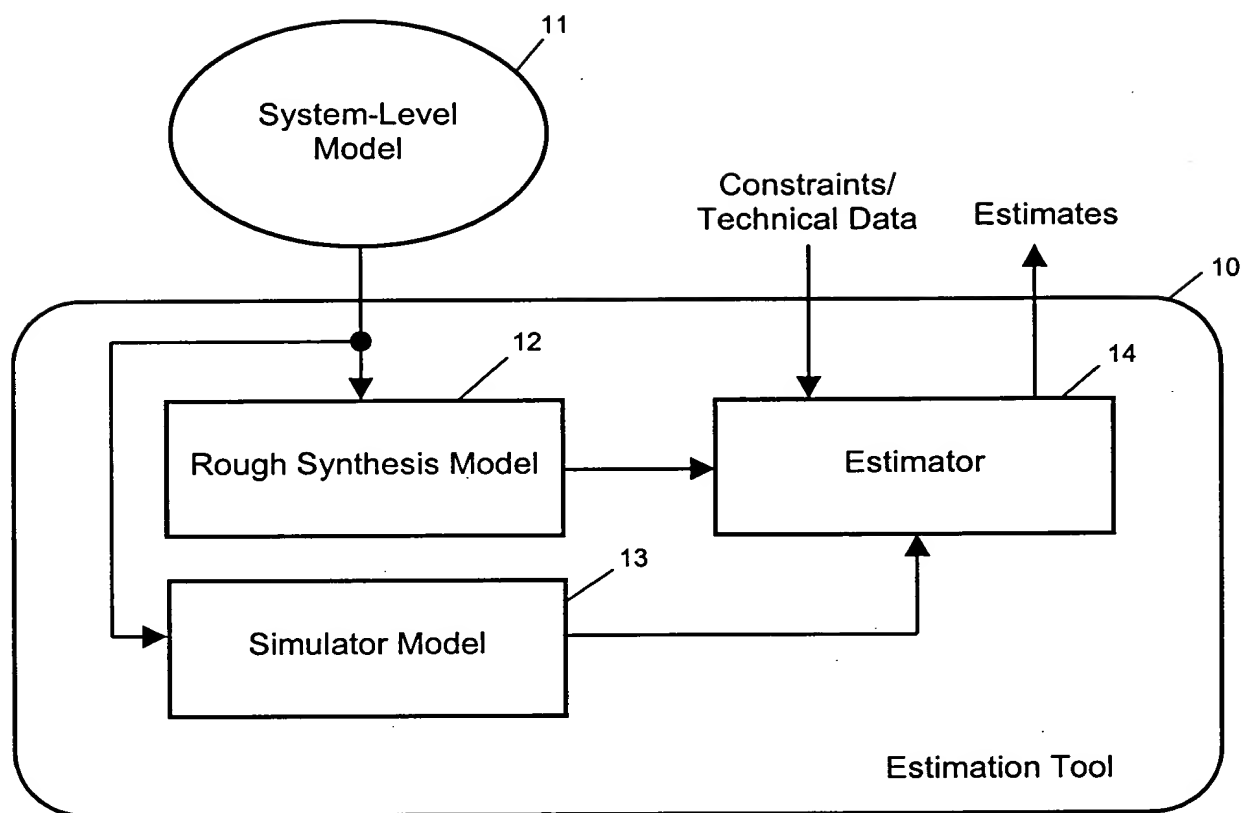 11
System-Level
Model
Constraints/
Technical Data
Estimates
10
12
14
Rough Synthesis Model
Estimator
13
Simulator Model
Estimation Tool